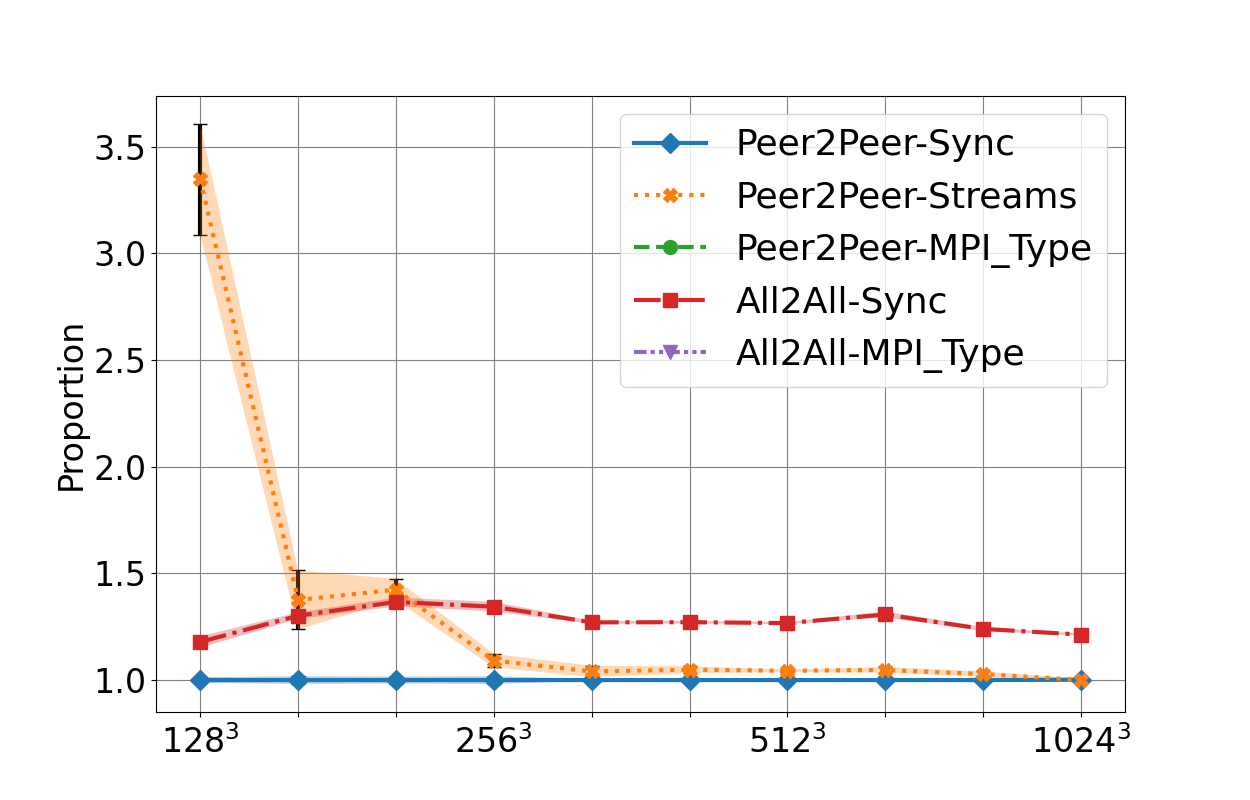 Proportion
3.5
3.0
2.5
2.0
1.5
1.0
128³
256³
512³
1024³
Peer2Peer-Sync
Peer2Peer-Streams
Peer2Peer-MPI_Type
All2All-Sync
All2All-MPI_Type